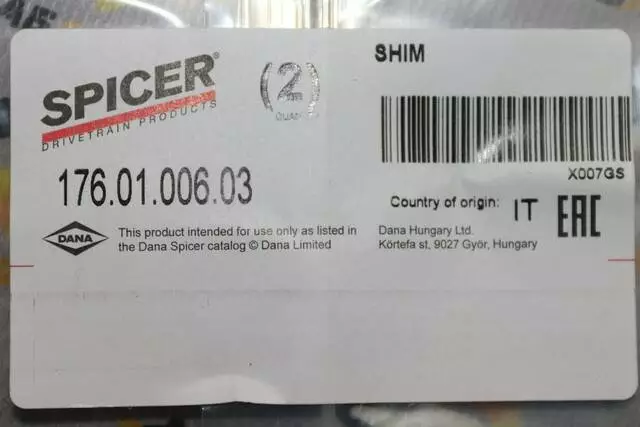 SPICER®
DRIVETRAIN PRODUCTS
(2)
SHIM
X007GS
176.01.006.03
Country of origin: IT
EAC
DANA
This product intended for use only as listed in
the Dana Spicer catalog © Dana Limited
Dana Hungary Ltd.
Körtefa st, 9027 Győr, Hungary